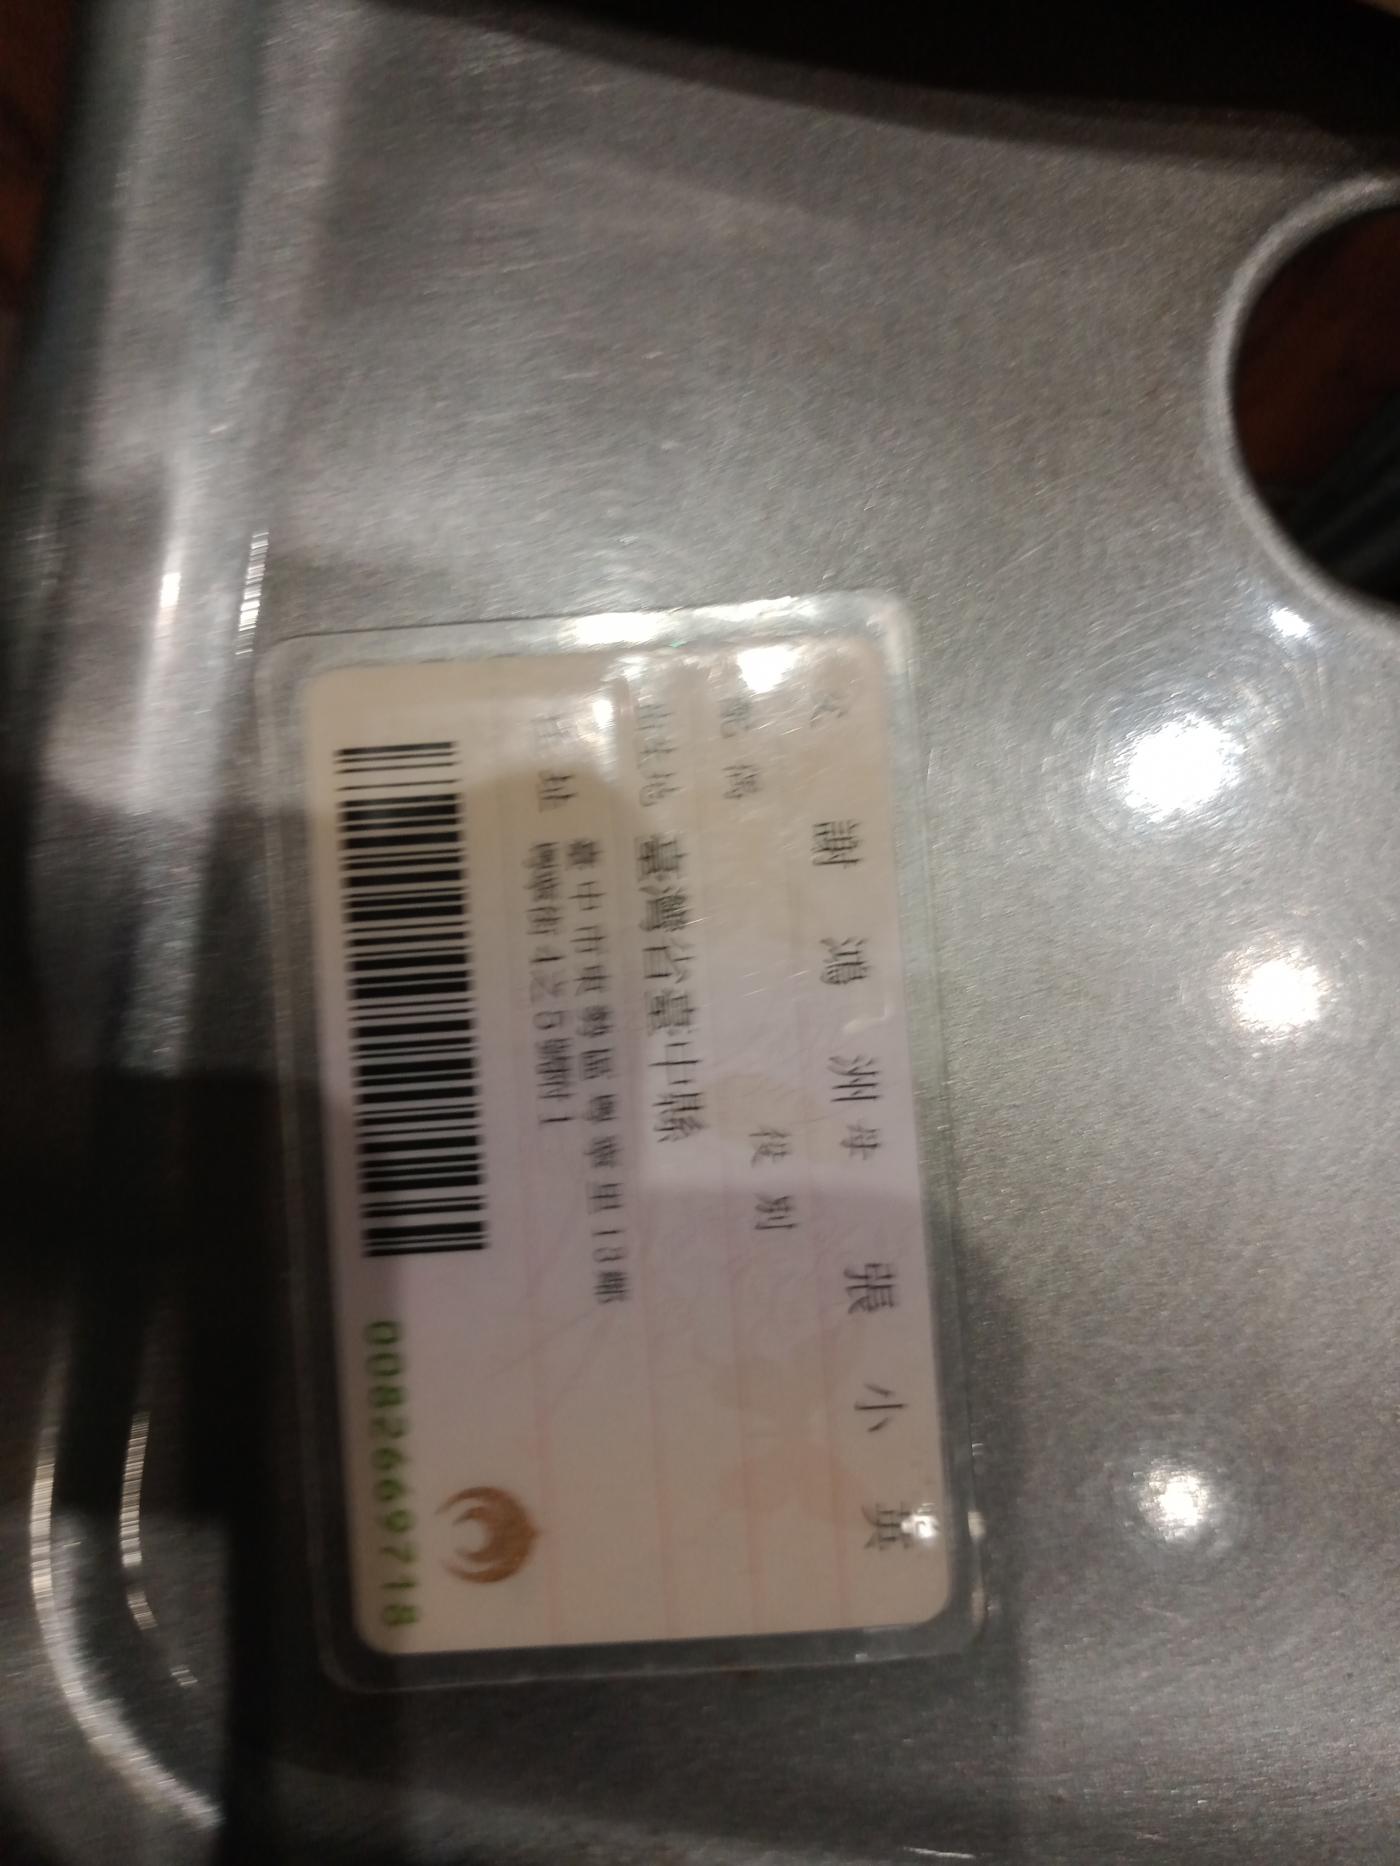 父 謝鴻洲 母 張小英
配偶 役別
出生地 臺灣省臺中縣
住址 臺中市東勢區粵寧里13鄰
粵寧街4之5號附1
0082669718